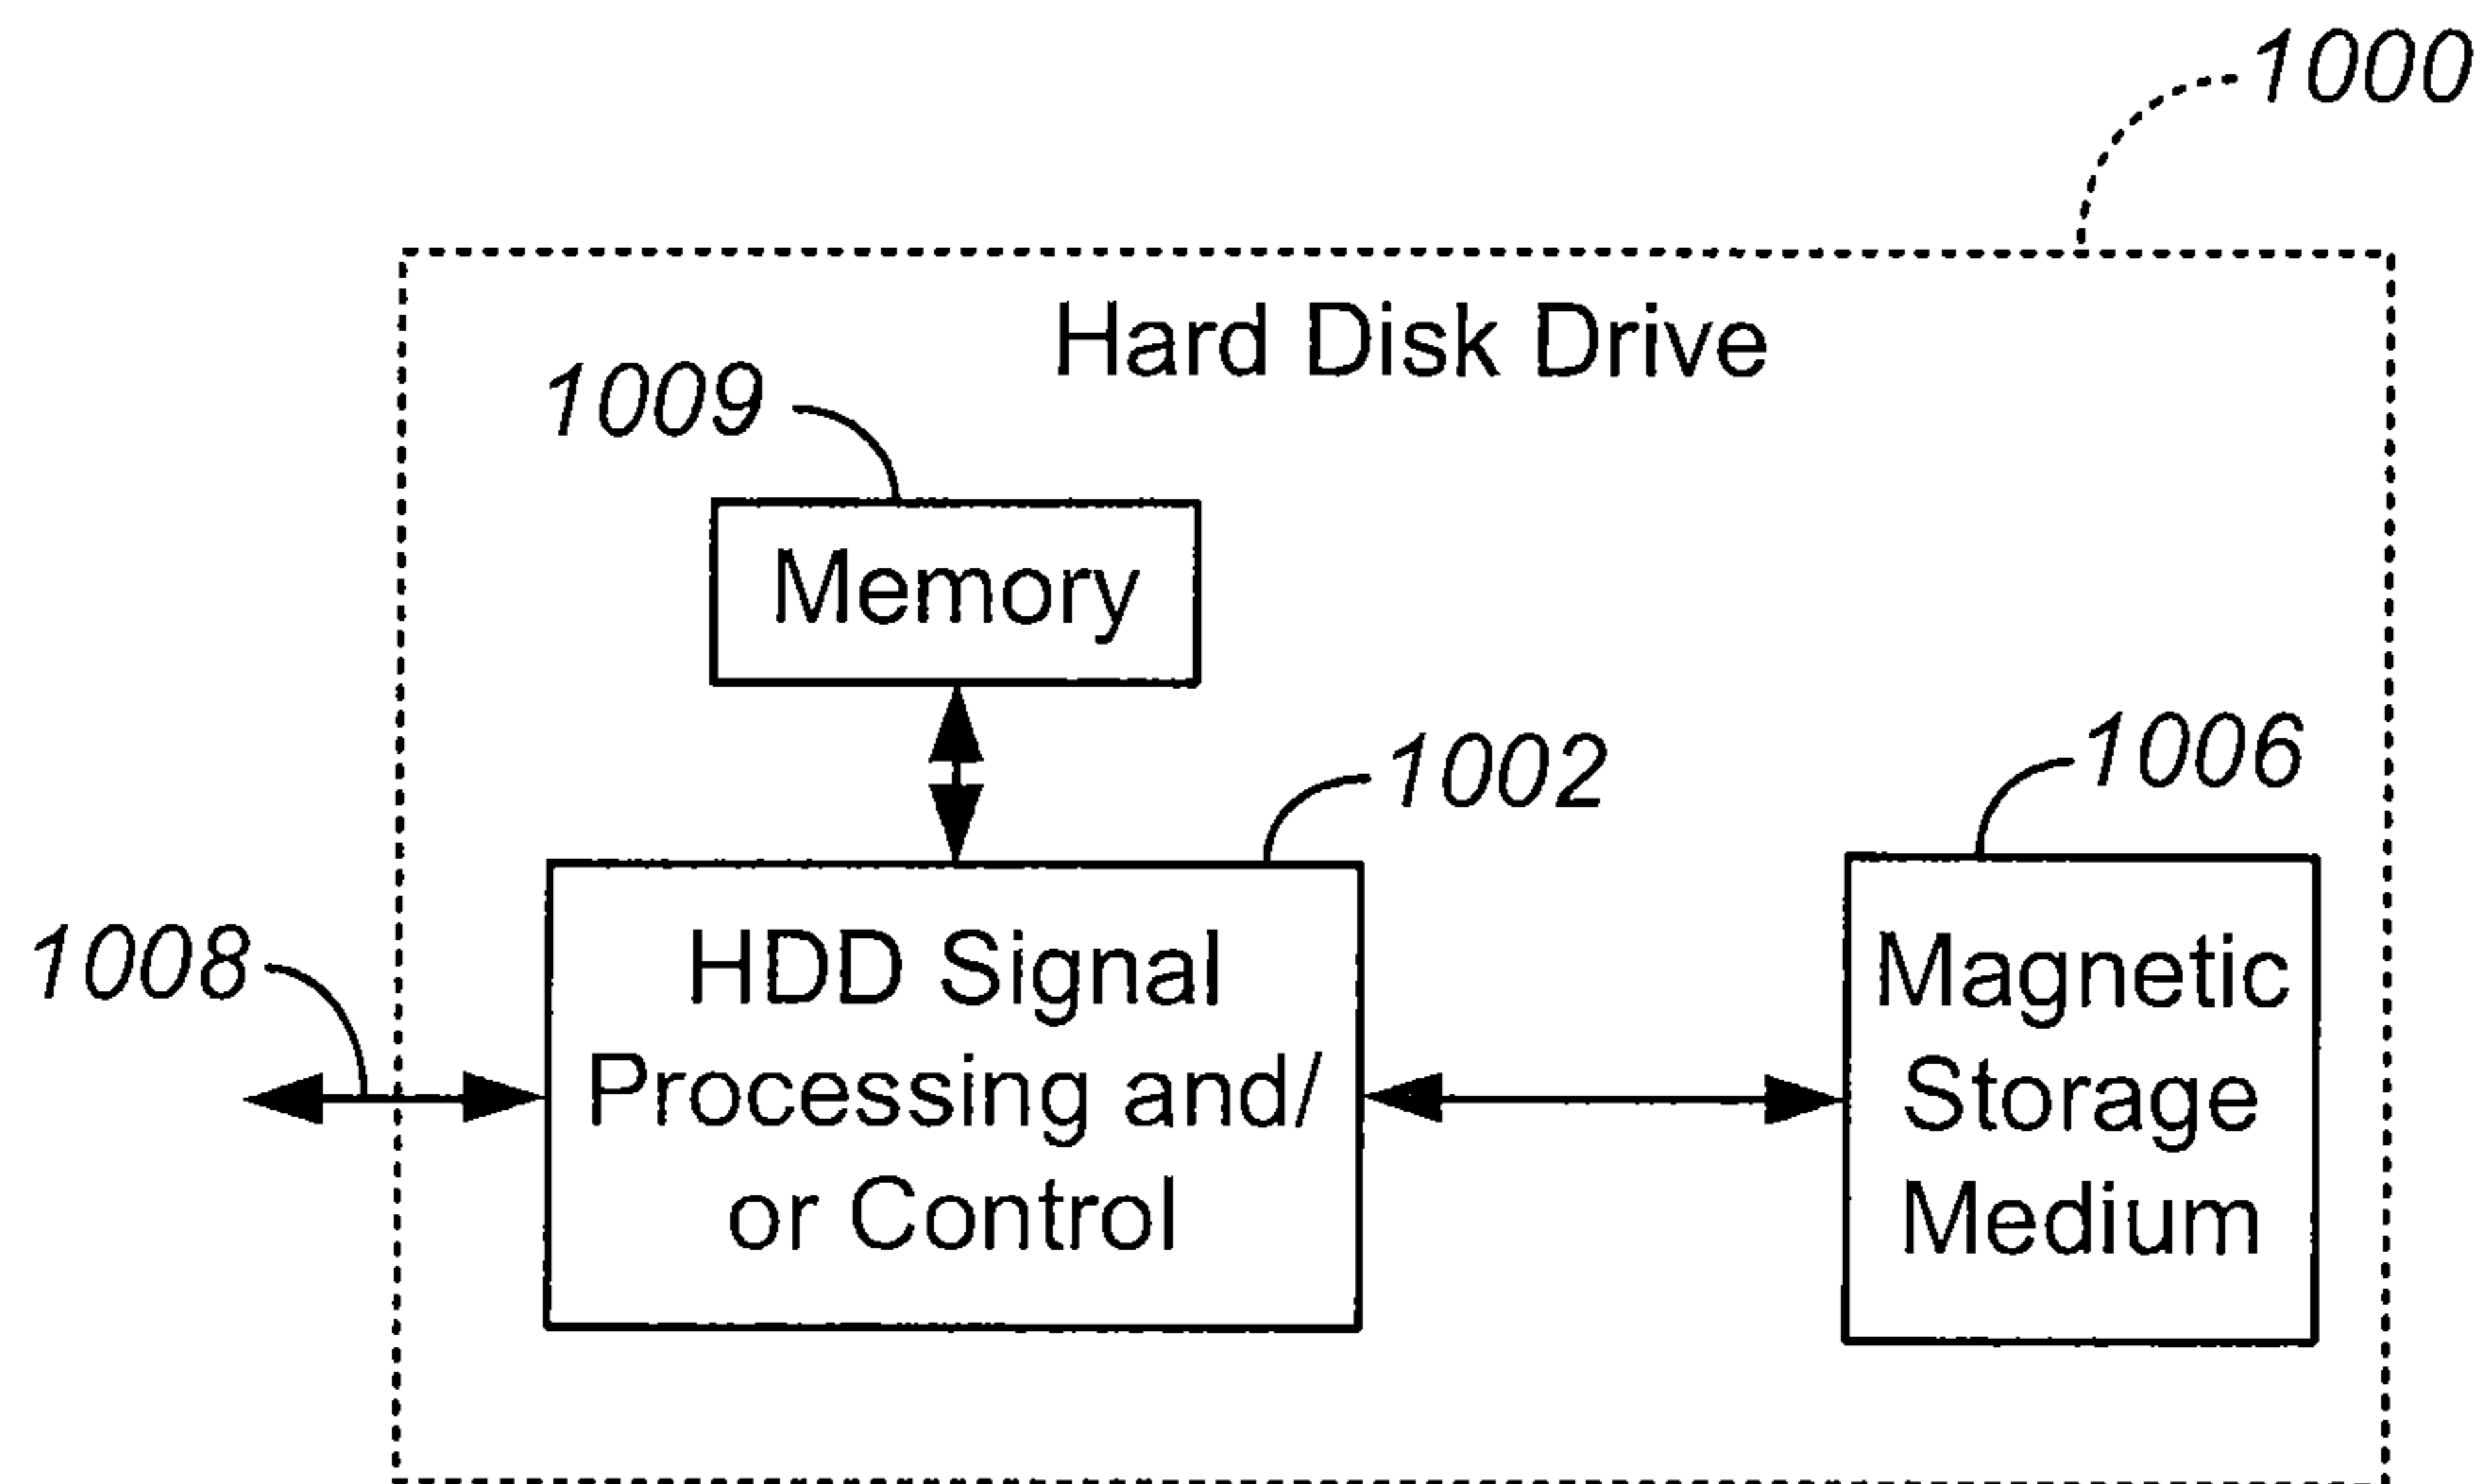 1000
Hard Disk Drive
1009
Memory
1002
1006
1008
HDD Signal
Processing and/
or Control
Magnetic
Storage
Medium